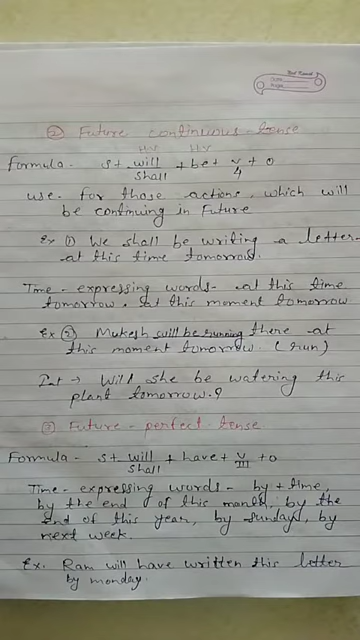 ② Future continuous tense
H.V H.V
Formula - S + will/shall + be + V4 + O
use - For those actions, which will
be continuing in Future
Ex ① We shall be writing a letter
at this time tomorrow.
Time - expressing words - at this time
tomorrow, at this moment tomorrow
Ex ② Mukesh will be running there at
this moment tomorrow. (run)
Int → Will she be watering this
plant tomorrow?
③ Future - perfect tense
Formula - S + will/shall + have + VIII + O
Time - expressing words - by + time,
by the end of this month, by the
end of this year, by sunday, by
next week.
Ex. Ram will have written this letter
by monday.